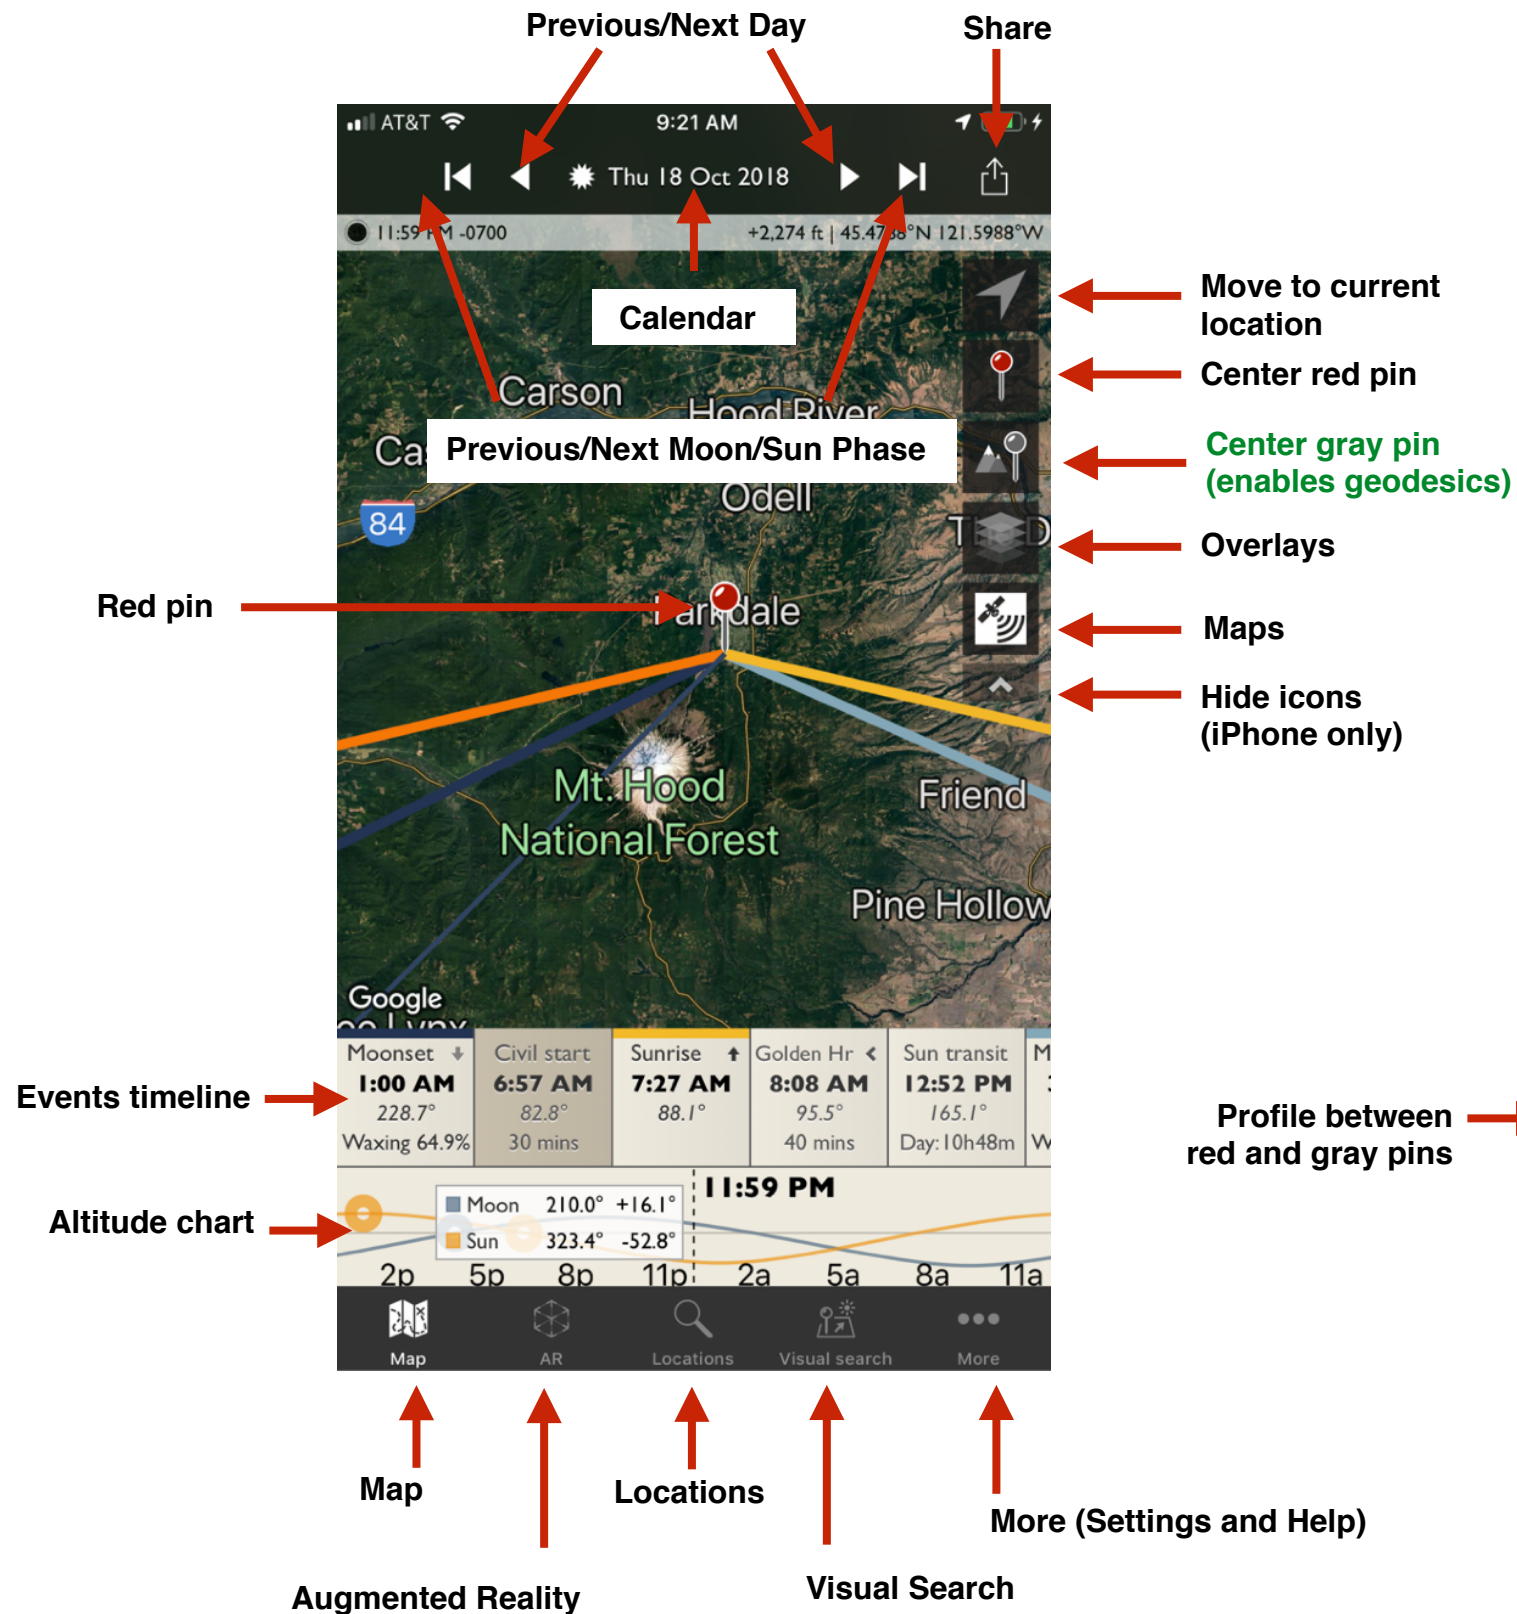 Previous/Next Day
Share
AT&T
9:21 AM
Thu 18 Oct 2018
11:59 PM -0700
+2,274 ft | 45.47 8°N 121.5988°W
Calendar
Move to current
location
Center red pin
Carson
Hood River
Previous/Next Moon/Sun Phase
Center gray pin
(enables geodesics)
Odell
84
Overlays
Red pin
Parkdale
Maps
Hide icons
(iPhone only)
Mt. Hood
National Forest
Friend
Pine Hollow
Google
Events timeline
Moonset
1:00 AM
228.7°
Waxing 64.9%
Civil start
6:57 AM
82.8°
30 mins
Sunrise
7:27 AM
88.1°
Golden Hr <
8:08 AM
95.5°
40 mins
Sun transit
12:52 PM
165.1°
Day:10h48m
Profile between
red and gray pins
Altitude chart
11:59 PM
Moon 210.0° +16.1°
Sun 323.4° -52.8°
2p 5p 8p 11p 2a 5a 8a 11a
Map AR Locations Visual search More
Map
Locations
More (Settings and Help)
Augmented Reality
Visual Search